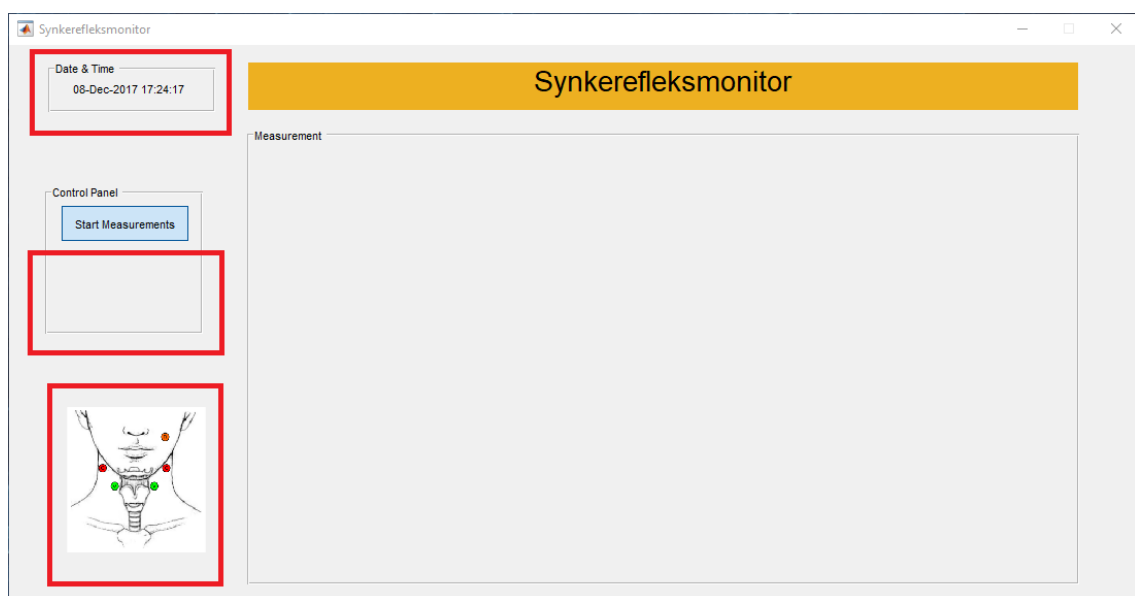 Synkerefleksmonitor
Date & Time
08-Dec-2017 17:24:17
Synkerefleksmonitor
Measurement
Control Panel
Start Measurements